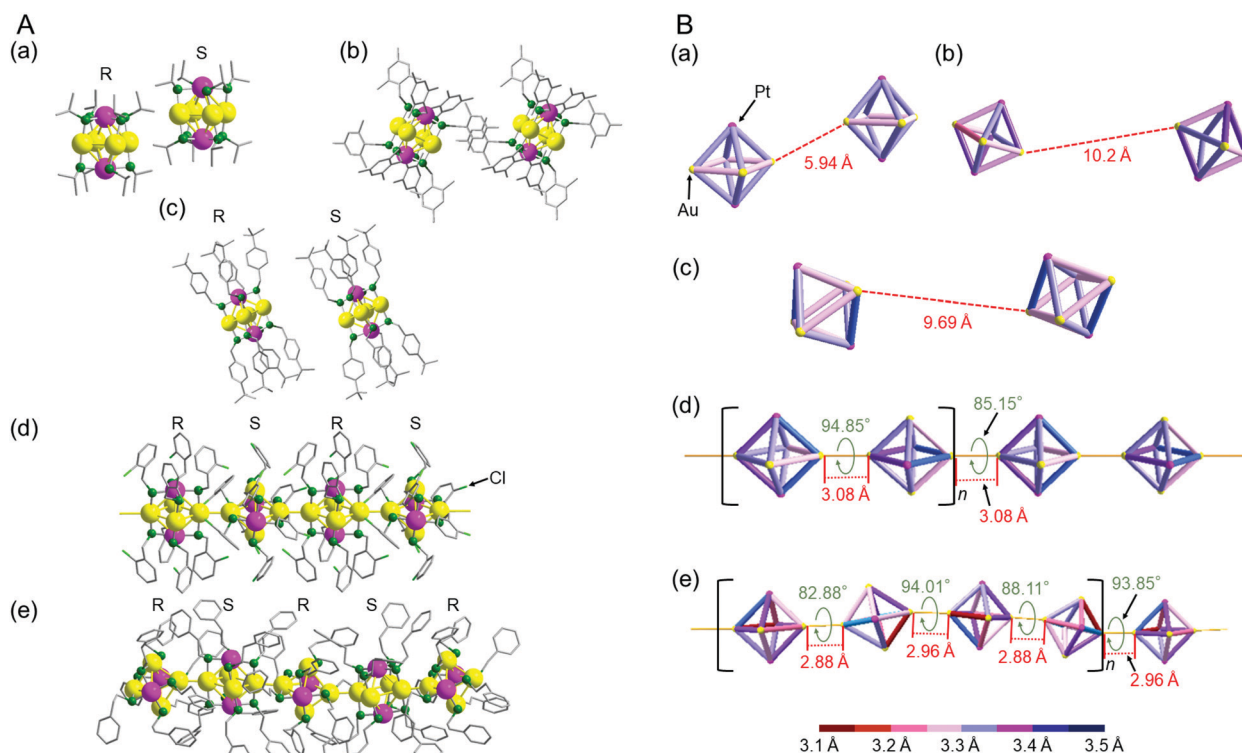 A
(a)
R
S
(b)
(c)
R
S
(d)
R
S
R
S
Cl
(e)
R
S
R
S
R
B
(a)
Pt
Au
5.94 Å
(b)
10.2 Å
(c)
9.69 Å
(d)
94.85°
85.15°
3.08 Å
n
3.08 Å
(e)
82.88°
94.01°
88.11°
93.85°
2.88 Å
2.96 Å
2.88 Å
n
2.96 Å
3.1 Å
3.2 Å
3.3 Å
3.4 Å
3.5 Å